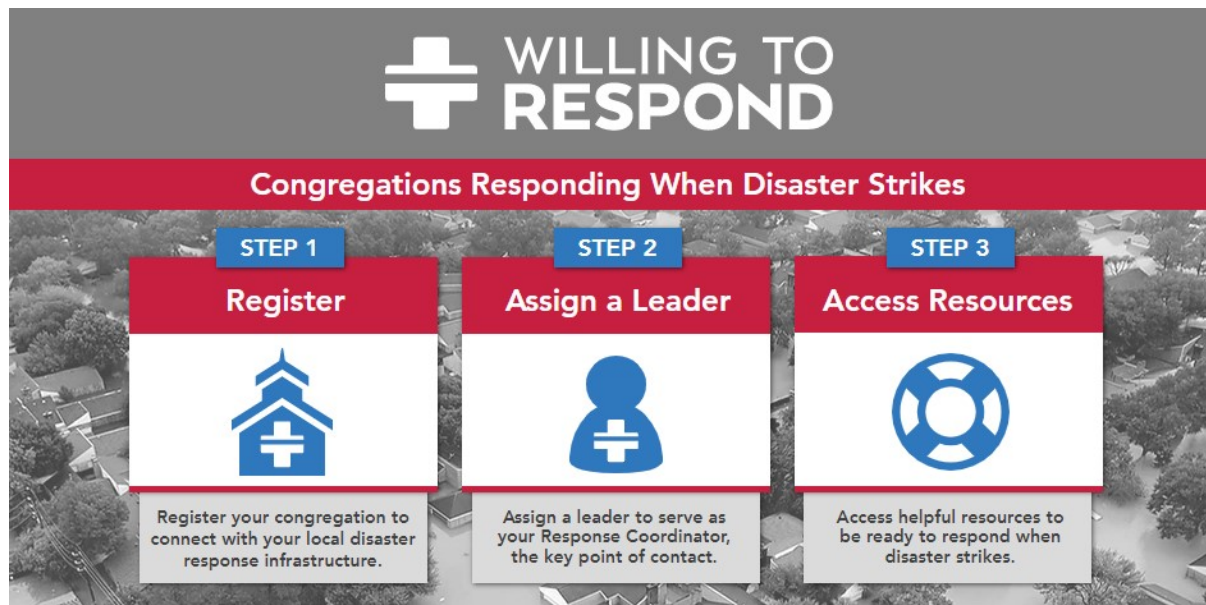 WILLING TO
RESPOND
Congregations Responding When Disaster Strikes
STEP 1
Register
Register your congregation to
connect with your local disaster
response infrastructure.
STEP 2
Assign a Leader
Assign a leader to serve as
your Response Coordinator,
the key point of contact.
STEP 3
Access Resources
Access helpful resources to
be ready to respond when
disaster strikes.